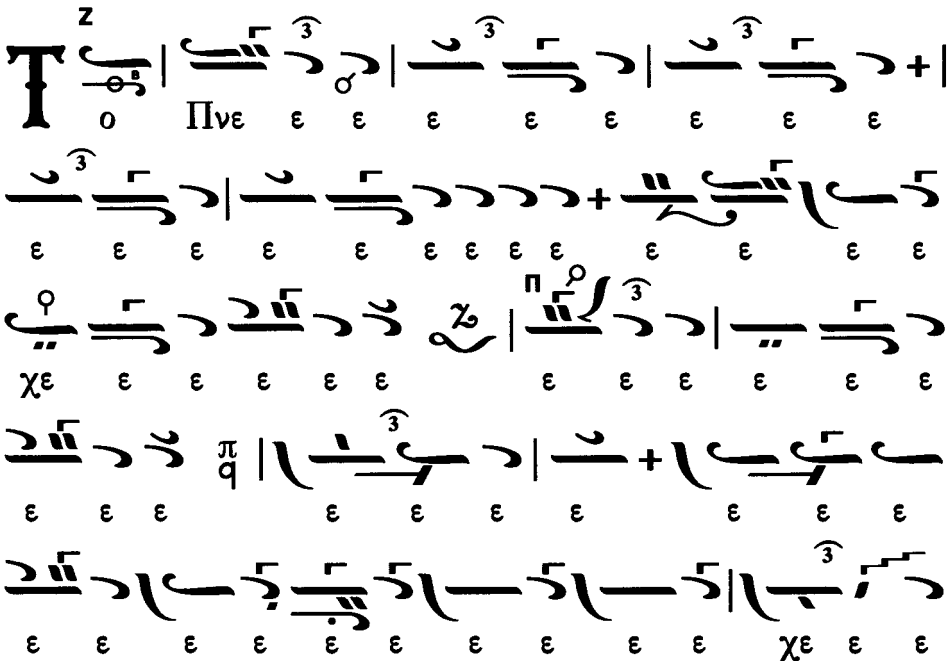 Τ ο Πνε ε ε ε ε ε ε ε ε
ε ε ε ε ε ε ε ε ε ε ε ε ε
χε ε ε ε ε ε ε ε ε ε ε ε
ε ε ε ε ε ε ε ε ε ε
ε ε ε ε ε ε ε ε ε ε χε ε ε